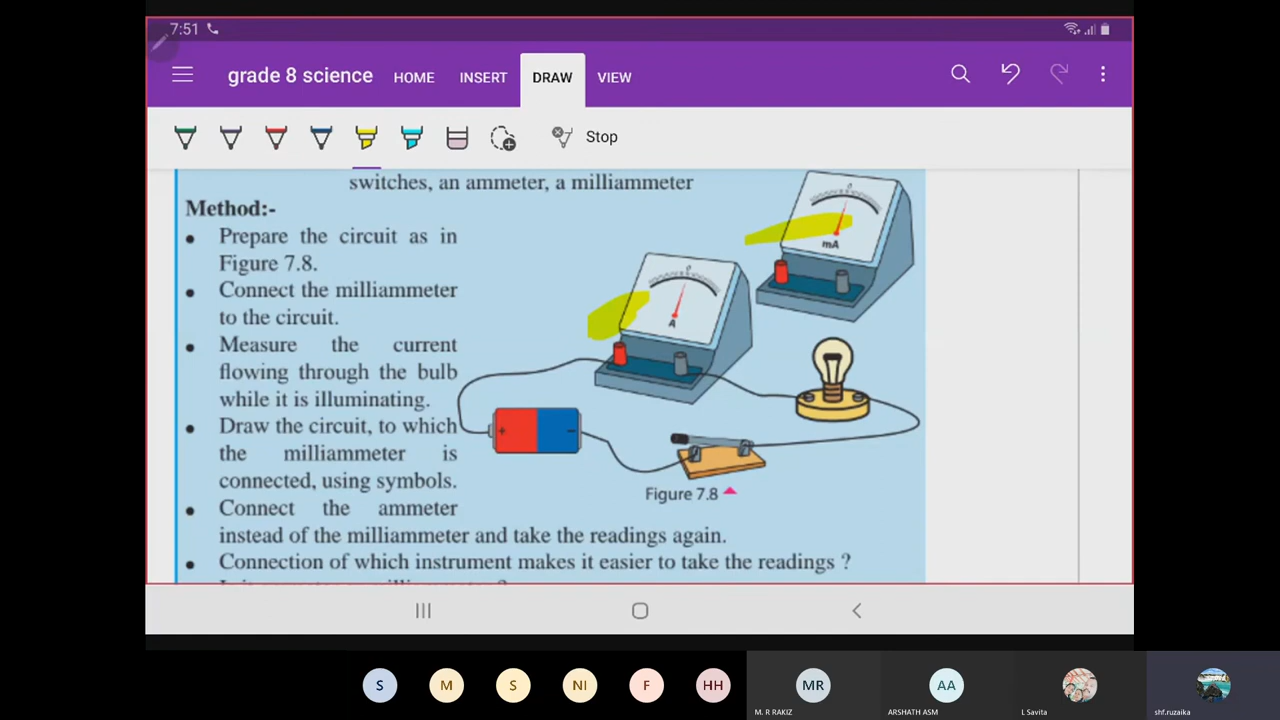 7:51
grade 8 science HOME INSERT DRAW VIEW
Stop
switches, an ammeter, a milliammeter
Method:-
• Prepare the circuit as in
Figure 7.8.
• Connect the milliammeter
to the circuit.
• Measure the current
flowing through the bulb
while it is illuminating.
• Draw the circuit, to which
the milliammeter is
connected, using symbols.
• Connect the ammeter
instead of the milliammeter and take the readings again.
• Connection of which instrument makes it easier to take the readings ?
0
mA
0
A
+ −
Figure 7.8
S M S NI F HH MR AA
M. R RAKIZ ARSHATH ASM L Savita shf.ruzaika